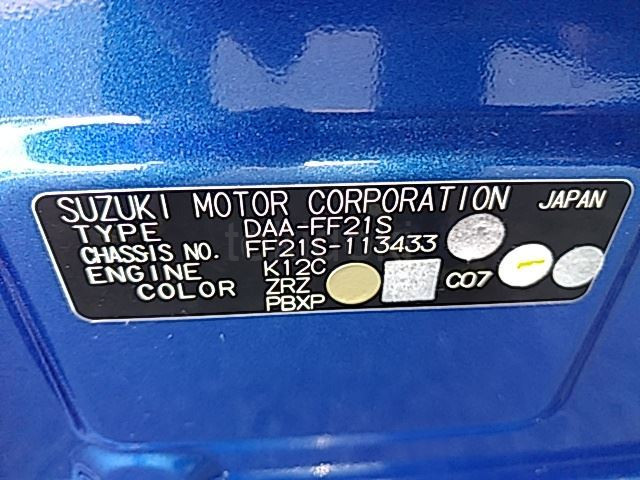 SUZUKI MOTOR CORPORATION JAPAN
TYPE DAA-FF21S
CHASSIS NO. FF21S-113433
ENGINE K12C
COLOR ZRZ C07
PBXP